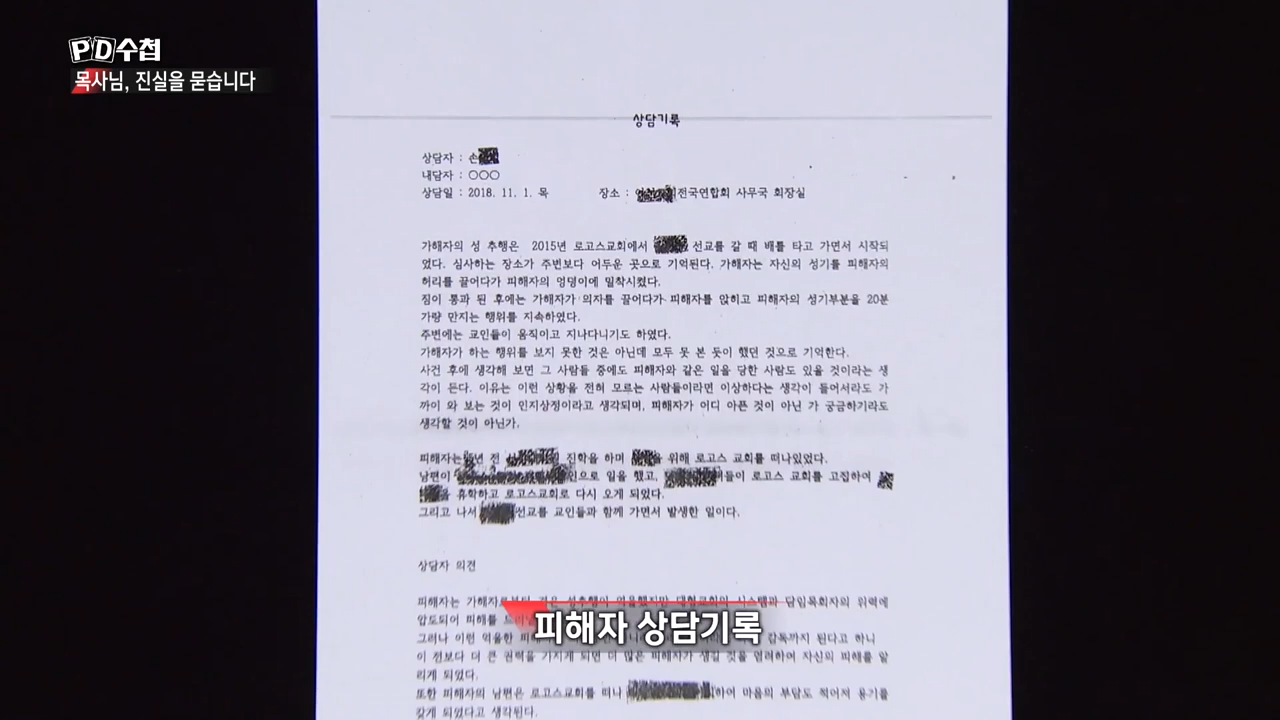 PD수첩
목사님, 진실을 묻습니다
상담기록
상담자 : 손
내담자 : ○○○
상담일 : 2018. 11. 1. 목 장소 : 전국연합회 사무국 회장실
가해자의 성 추행은 2015년 로고스교회에서 선교를 갈 때 배를 타고 가면서 시작되
었다. 심사하는 장소가 주변보다 어두운 곳으로 기억된다. 가해자는 자신의 성기를 피해자의
허리를 끌어다가 피해자의 엉덩이에 밀착시켰다.
짐이 통과 된 후에는 가해자가 의자를 끌어다가 피해자를 앉히고 피해자의 성기부분을 20분
가량 만지는 행위를 지속하였다.
주변에는 교인들이 움직이고 지나다니기도 하였다.
가해자가 하는 행위를 보지 못한 것은 아닌데 모두 못 본 듯이 했던 것으로 기억한다.
사건 후에 생각해 보면 그 사람들 중에도 피해자와 같은 일을 당한 사람도 있을 것이라는 생
각이 든다. 이유는 이런 상황을 전혀 모르는 사람들이라면 이상하다는 생각이 들어서라도 가
까이 와 보는 것이 인지상정이라고 생각되며, 피해자가 어디 아픈 것이 아닌 가 궁금하기라도
생각할 것이 아닌가.
피해자는 년 전 진학을 하며 위해 로고스 교회를 떠나있었다.
남편이 인으로 일을 했고, 들이 로고스 교회를 고집하여
휴학하고 로고스교회로 다시 오게 되었다.
그리고 나서 선교를 교인들과 함께 가면서 발생한 일이다.
상담자 의견
피해자는 가해자로부터 겪은 성추행이 억울했지만 대형교회의 시스템과 담임목회자의 위력에
압도되어 피해를
그러나 이런 억울한 감독까지 된다고 하니
이 전보다 더 큰 권력을 가지게 되면 더 많은 피해자가 생길 것을 염려하여 자신의 피해를 알
리게 되었다.
또한 피해자의 남편은 로고스교회를 떠나 하여 마음의 부담도 적어져 용기를
갖게 되었다고 생각된다.
피해자 상담기록